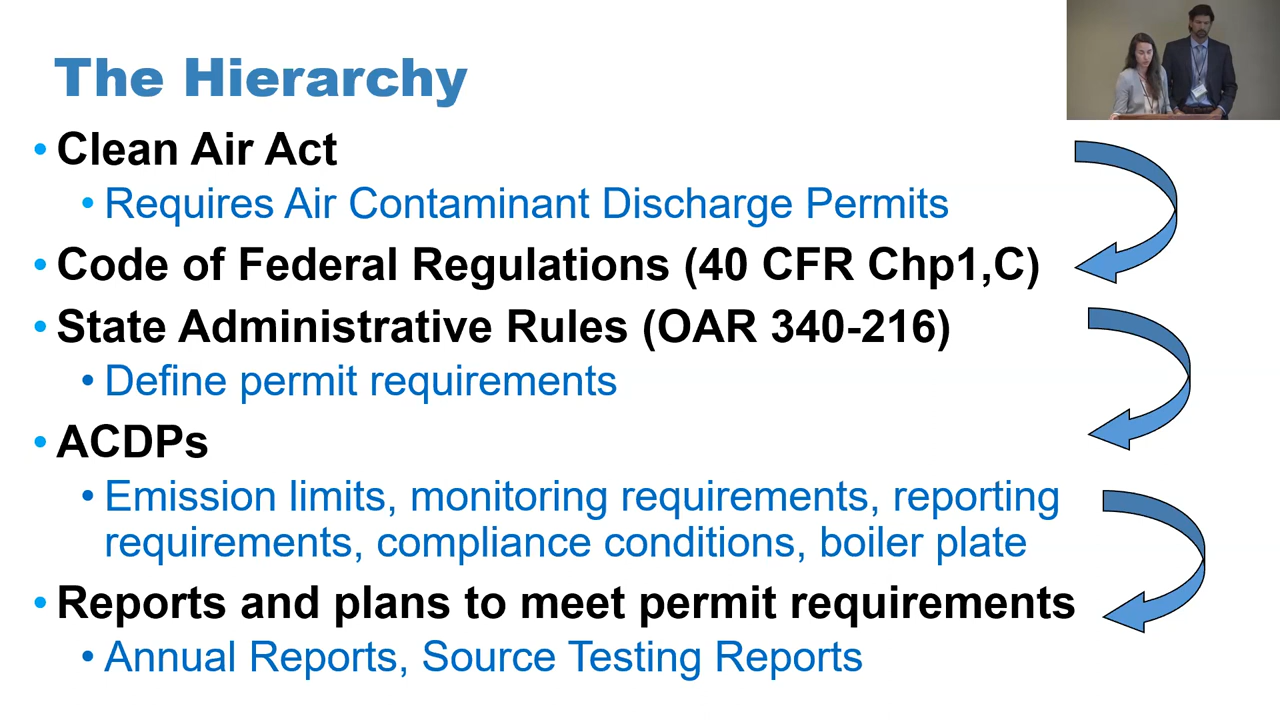 The Hierarchy
• Clean Air Act
• Requires Air Contaminant Discharge Permits
• Code of Federal Regulations (40 CFR Chp1,C)
• State Administrative Rules (OAR 340-216)
• Define permit requirements
• ACDPs
• Emission limits, monitoring requirements, reporting
requirements, compliance conditions, boiler plate
• Reports and plans to meet permit requirements
• Annual Reports, Source Testing Reports